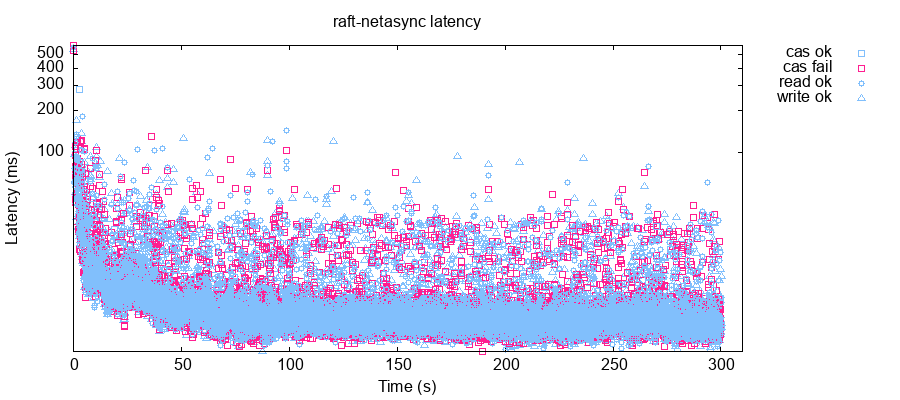 raft-netasync latency
500
400
300
200
100
Latency (ms)
0
50
100
150
200
250
300
Time (s)
cas ok
cas fail
read ok
write ok